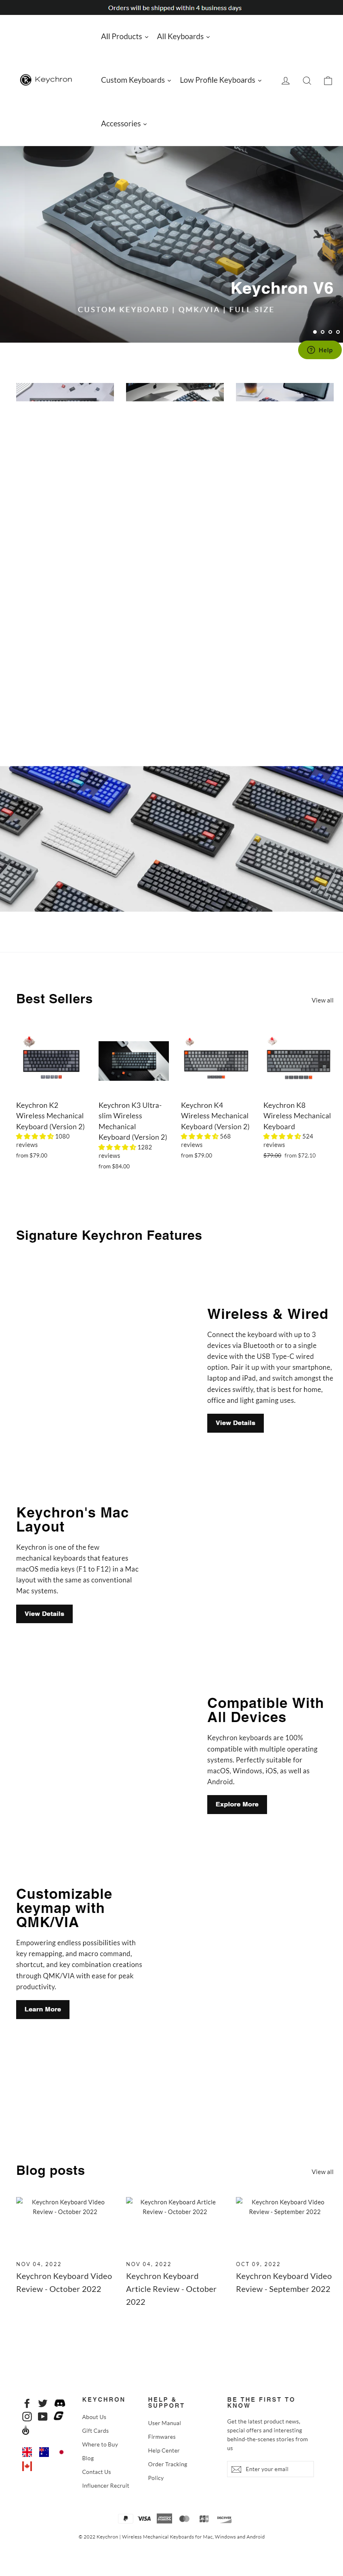 Orders will be shipped within 4 business days
All Products
All Keyboards
Keychron
Custom Keyboards
Low Profile Keyboards
Accessories
Keychron V6
CUSTOM KEYBOARD | QMK/VIA | FULL SIZE
Help
Best Sellers
View all
Keychron K2
Wireless Mechanical
Keyboard (Version 2)
1080
reviews
from $79.00
Keychron K3 Ultra-
slim Wireless
Mechanical
Keyboard (Version 2)
1282
reviews
from $84.00
Keychron K4
Wireless Mechanical
Keyboard (Version 2)
568
reviews
from $79.00
Keychron K8
Wireless Mechanical
Keyboard
524
reviews
$79.00 from $72.10
Signature Keychron Features
Wireless & Wired
Connect the keyboard with up to 3
devices via Bluetooth or to a single
device with the USB Type-C wired
option. Pair it up with your smartphone,
laptop and iPad, and switch amongst the
devices swiftly, that is best for home,
office and light gaming uses.
View Details
Keychron's Mac
Layout
Keychron is one of the few
mechanical keyboards that features
macOS media keys (F1 to F12) in a Mac
layout with the same as conventional
Mac systems.
View Details
Compatible With
All Devices
Keychron keyboards are 100%
compatible with multiple operating
systems. Perfectly suitable for
macOS, Windows, iOS, as well as
Android.
Explore More
Customizable
keymap with
QMK/VIA
Empowering endless possibilities with
key remapping, and macro command,
shortcut, and key combination creations
through QMK/VIA with ease for peak
productivity.
Learn More
Blog posts
View all
Keychron Keyboard Video
Review - October 2022
NOV 04, 2022
Keychron Keyboard Video
Review - October 2022
Keychron Keyboard Article
Review - October 2022
NOV 04, 2022
Keychron Keyboard
Article Review - October
2022
Keychron Keyboard Video
Review - September 2022
OCT 09, 2022
Keychron Keyboard Video
Review - September 2022
KEYCHRON
About Us
Gift Cards
Where to Buy
Blog
Contact Us
Influencer Recruit
HELP &
SUPPORT
User Manual
Firmwares
Help Center
Order Tracking
Policy
BE THE FIRST TO
KNOW
Get the latest product news,
special offers and interesting
behind-the-scenes stories from
us
Enter your email
VISA
AMERICAN EXPRESS
JCB
DISCOVER
© 2022 Keychron | Wireless Mechanical Keyboards for Mac, Windows and Android